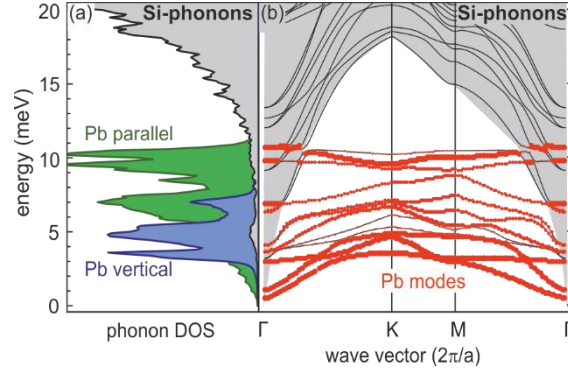 (a) Si-phonons
(b) Si-phonons
energy (meV)
20
15
10
5
0
Pb parallel
Pb vertical
Pb modes
phonon DOS
Γ K M Γ
wave vector (2π/a)